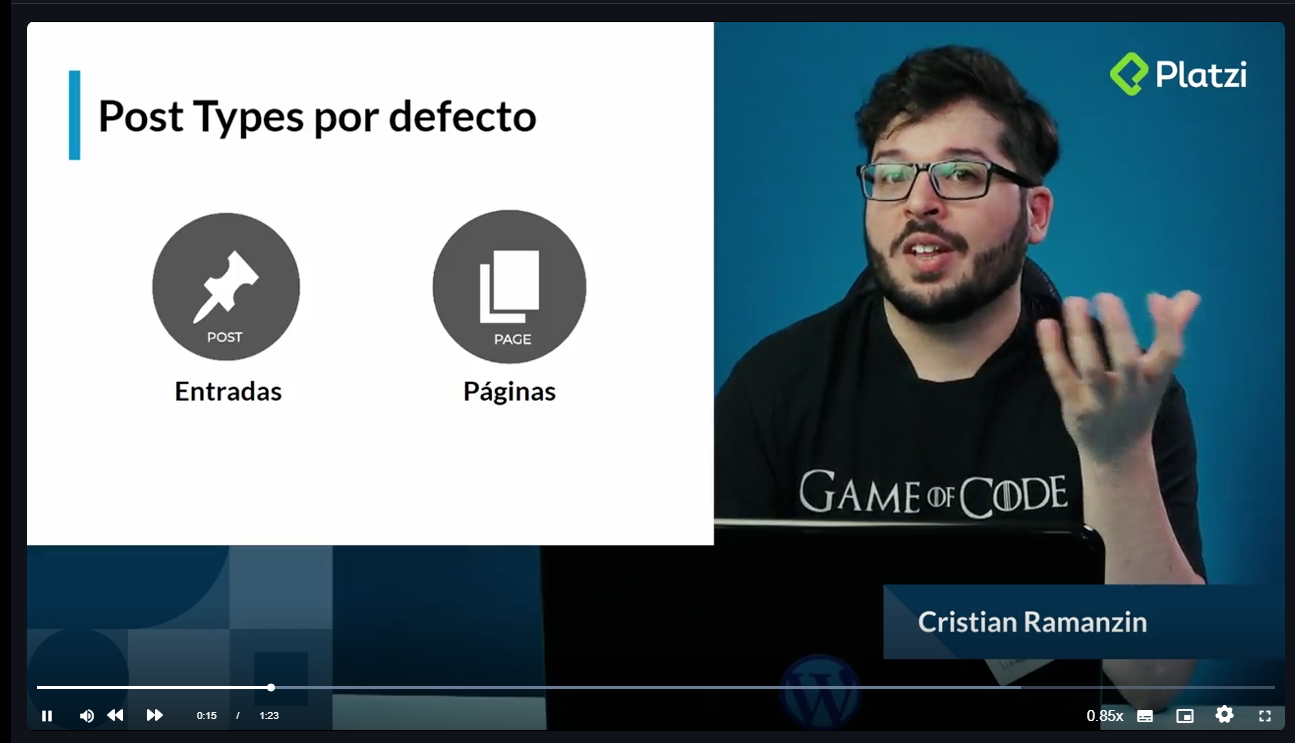 Post Types por defecto
POST
PAGE
Entradas
Páginas
Platzi
GAME OF CODE
Cristian Ramanzin
0:15 / 1:23
0.85x